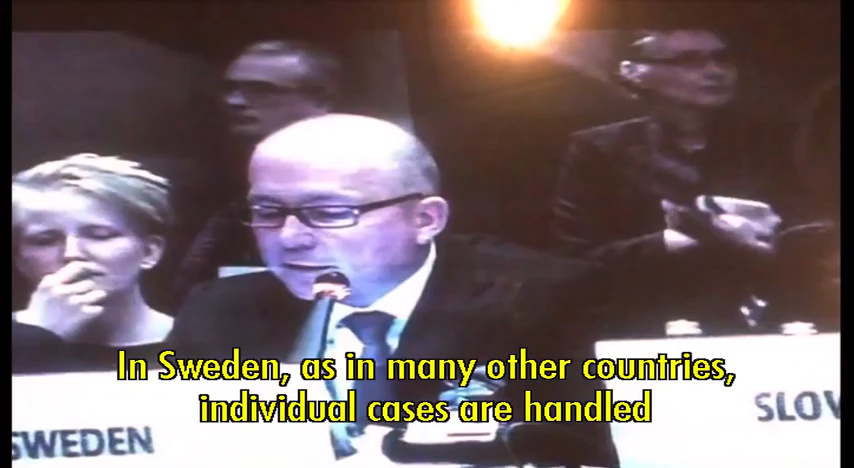 In Sweden, as in many other countries,
individual cases are handled
SWEDEN
SLOV